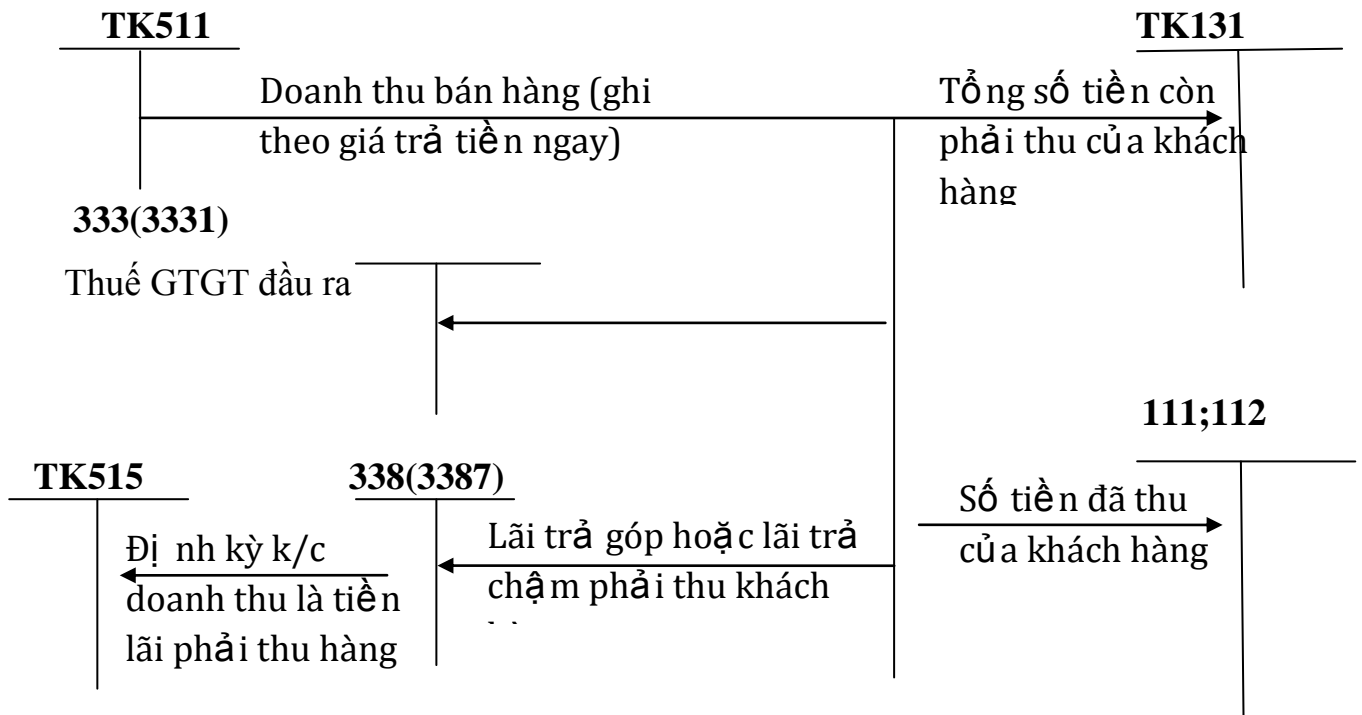 TK511
TK131
Doanh thu bán hàng (ghi
theo giá trả tiền ngay)
Tổng số tiền còn
phải thu của khách
hàng
333(3331)
Thuế GTGT đầu ra
111;112
TK515
338(3387)
Số tiền đã thu
của khách hàng
Định kỳ k/c
doanh thu là tiền
lãi phải thu hàng
Lãi trả góp hoặc lãi trả
chậm phải thu khách